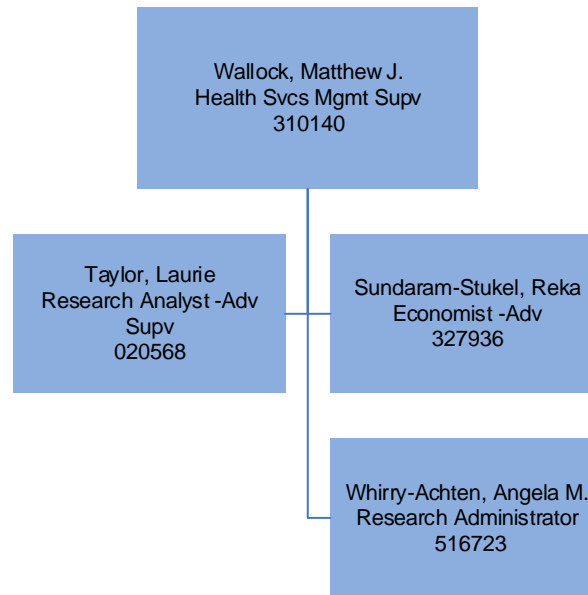 Wallock, Matthew J.
Health Svcs Mgmt Supv
310140
Taylor, Laurie
Research Analyst -Adv
Supv
020568
Sundaram-Stukel, Reka
Economist -Adv
327936
Whirry-Achten, Angela M.
Research Administrator
516723